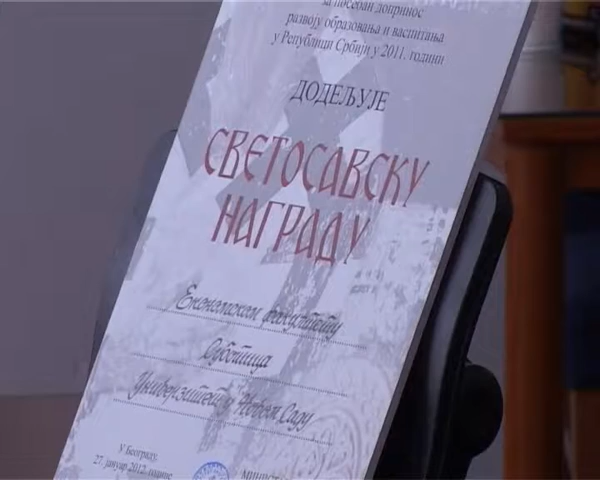 за посебан допринос
развоју образовања и васпитања
у Републици Србији у 2011. години
ДОДЕЉУЈЕ
СВЕТОСАВСКУ
НАГРАДУ
Економском факултету
Суботица
Универзитет у Новом Саду
У Београду,
27. јануар 2012. године